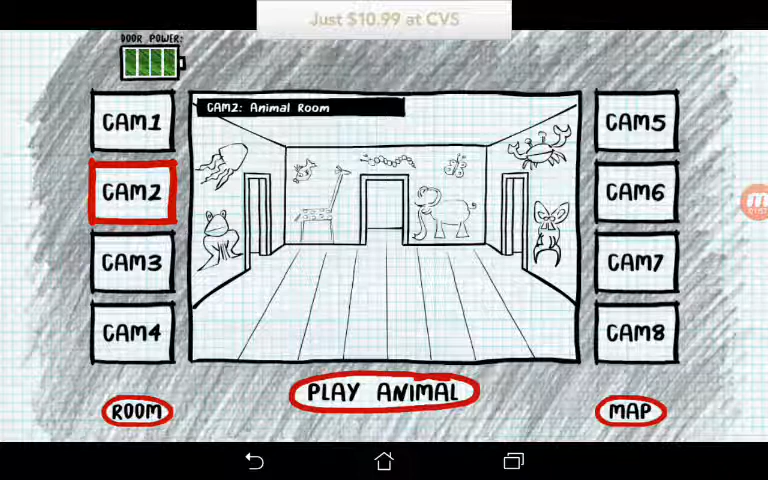 Just $10.99 at CVS
DOOR POWER:
CAM1
CAM2
CAM3
CAM4
CAM2: Animal Room
CAM5
CAM6
CAM7
CAM8
ROOM
PLAY ANIMAL
MAP